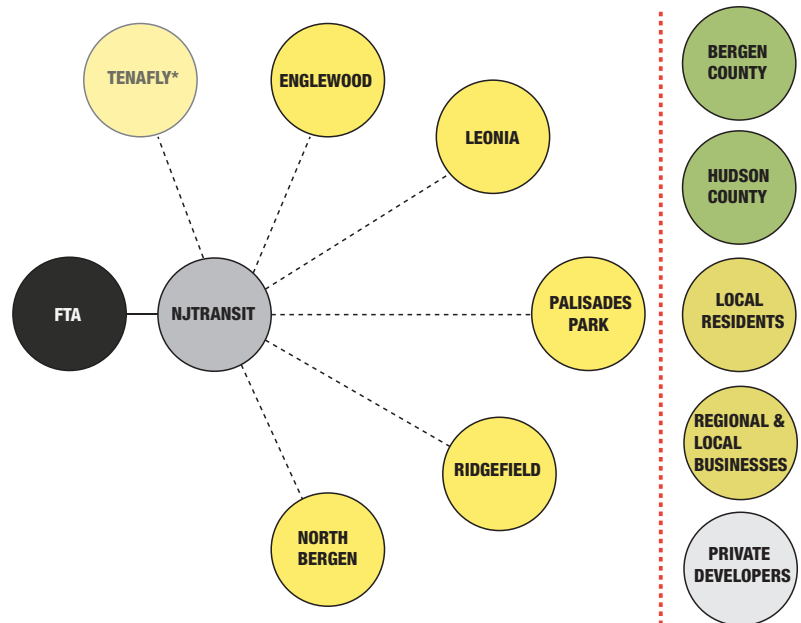 TENAFLY*
ENGLEWOOD
LEONIA
FTA
NJTRANSIT
PALISADES
PARK
RIDGEFIELD
NORTH
BERGEN
BERGEN
COUNTY
HUDSON
COUNTY
LOCAL
RESIDENTS
REGIONAL &
LOCAL
BUSINESSES
PRIVATE
DEVELOPERS